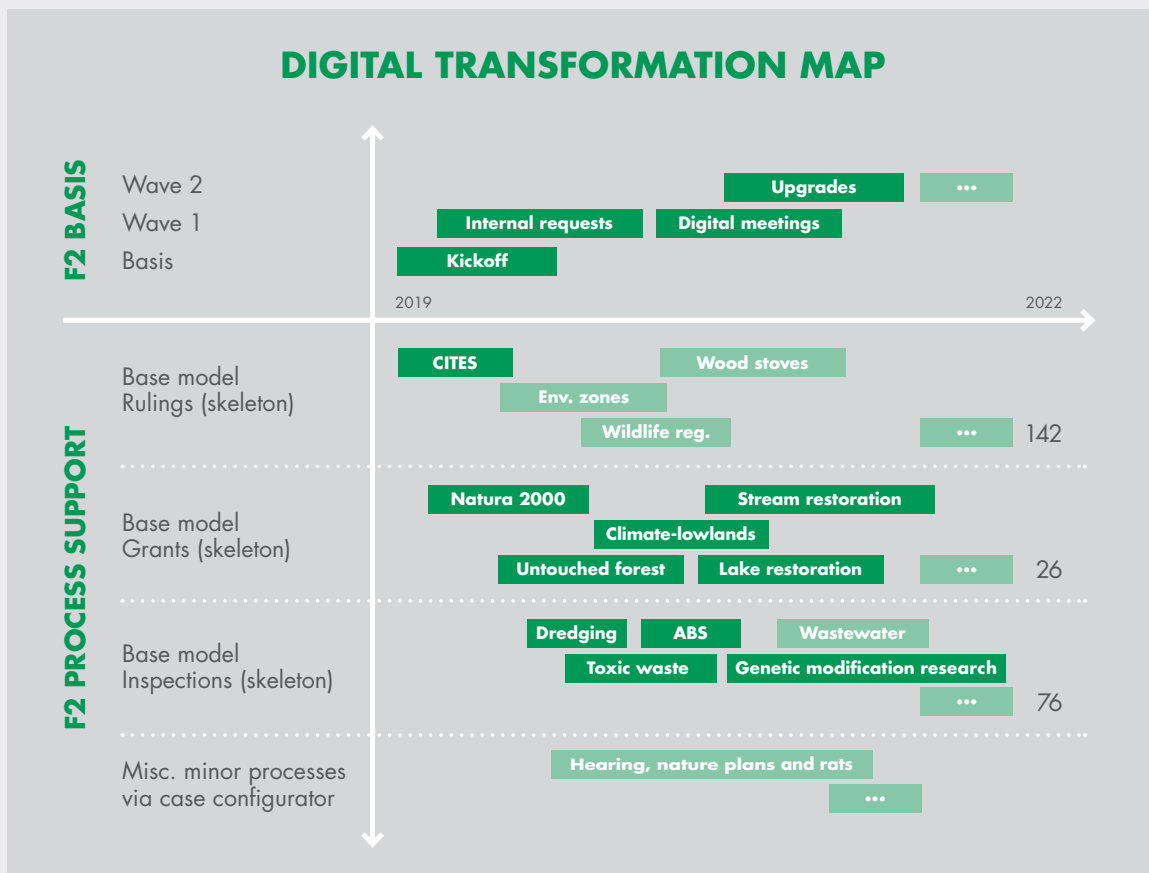 DIGITAL TRANSFORMATION MAP
F2 BASIS
Wave 2
Upgrades
•••
Wave 1
Internal requests
Digital meetings
Basis
Kickoff
2019
2022
F2 PROCESS SUPPORT
Base model
Rulings (skeleton)
CITES
Wood stoves
Env. zones
Wildlife reg.
•••
142
Base model
Grants (skeleton)
Natura 2000
Stream restoration
Climate-lowlands
Untouched forest
Lake restoration
•••
26
Base model
Inspections (skeleton)
Dredging
ABS
Wastewater
Toxic waste
Genetic modification research
•••
76
Misc. minor processes
via case configurator
Hearing, nature plans and rats
•••